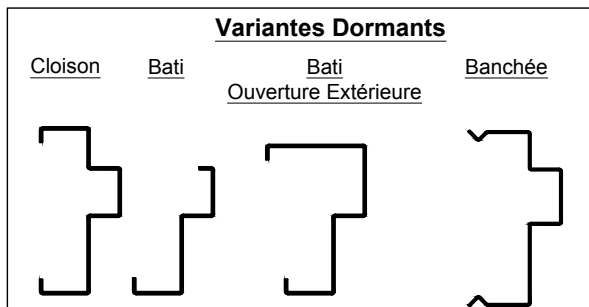 Variantes Dormants
Cloison
Bati
Bati
Ouverture Extérieure
Banchée